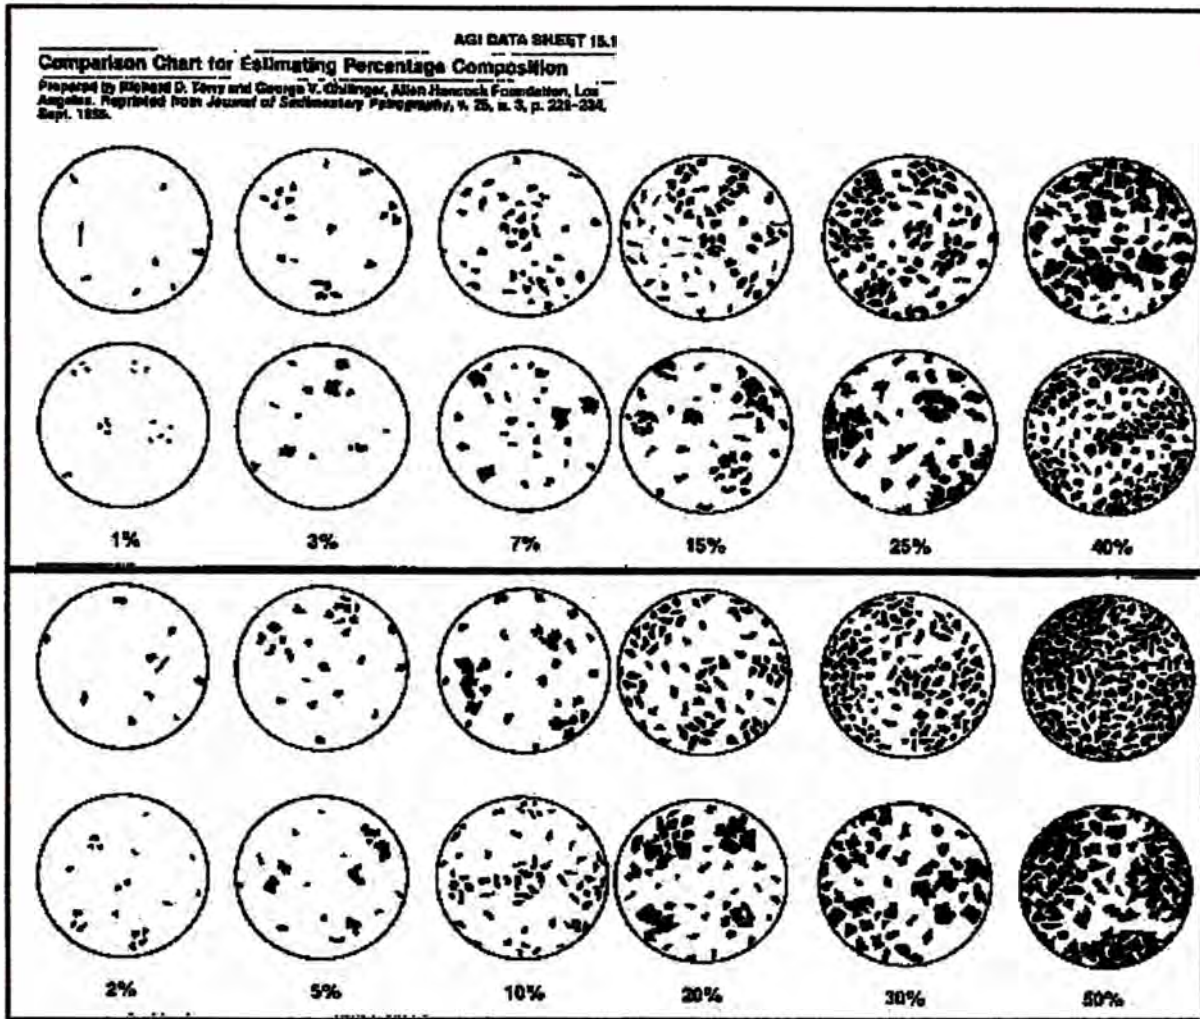 AGI DATA SHEET 15.1
Comparison Chart for Estimating Percentage Composition
Prepared by Richard D. Terry and George V. Chilinger, Allan Hancock Foundation, Los
Angeles. Reprinted from Journal of Sedimentary Petrography, v. 25, n. 3, p. 229–234,
Sept. 1955.
1% 3% 7% 15% 25% 40%
2% 5% 10% 20% 30% 50%